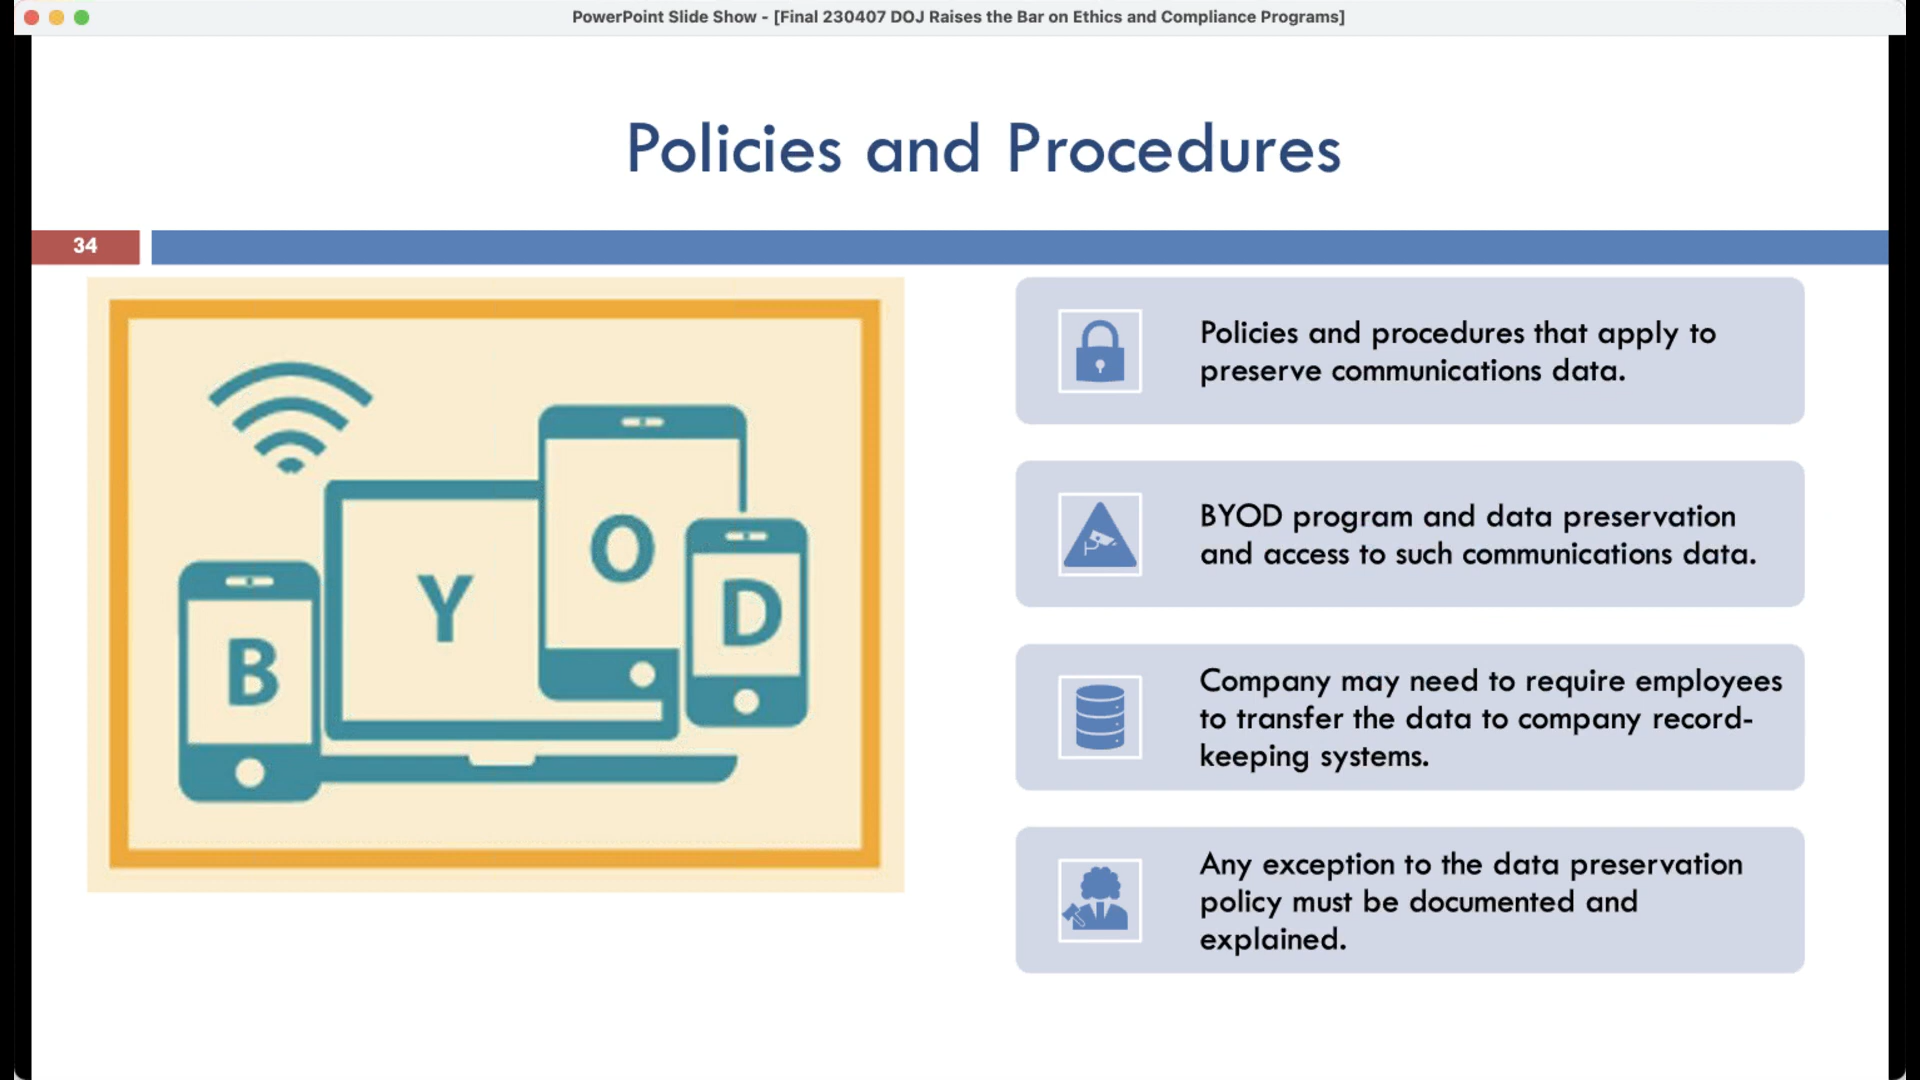 PowerPoint Slide Show - [Final 230407 DOJ Raises the Bar on Ethics and Compliance Programs]
Policies and Procedures
34
B
Y
O
D
Policies and procedures that apply to
preserve communications data.
BYOD program and data preservation
and access to such communications data.
Company may need to require employees
to transfer the data to company record-
keeping systems.
Any exception to the data preservation
policy must be documented and
explained.